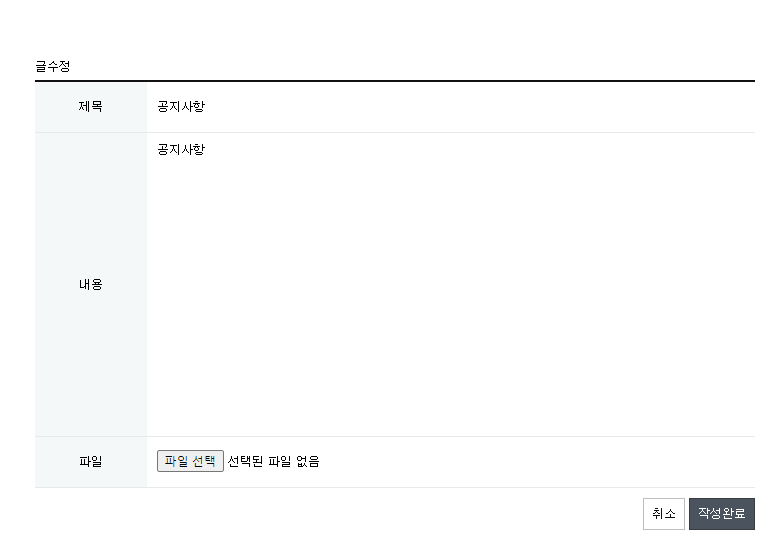 글수정
제목 공지사항
공지사항
내용
파일 파일 선택 선택된 파일 없음
취소 작성완료